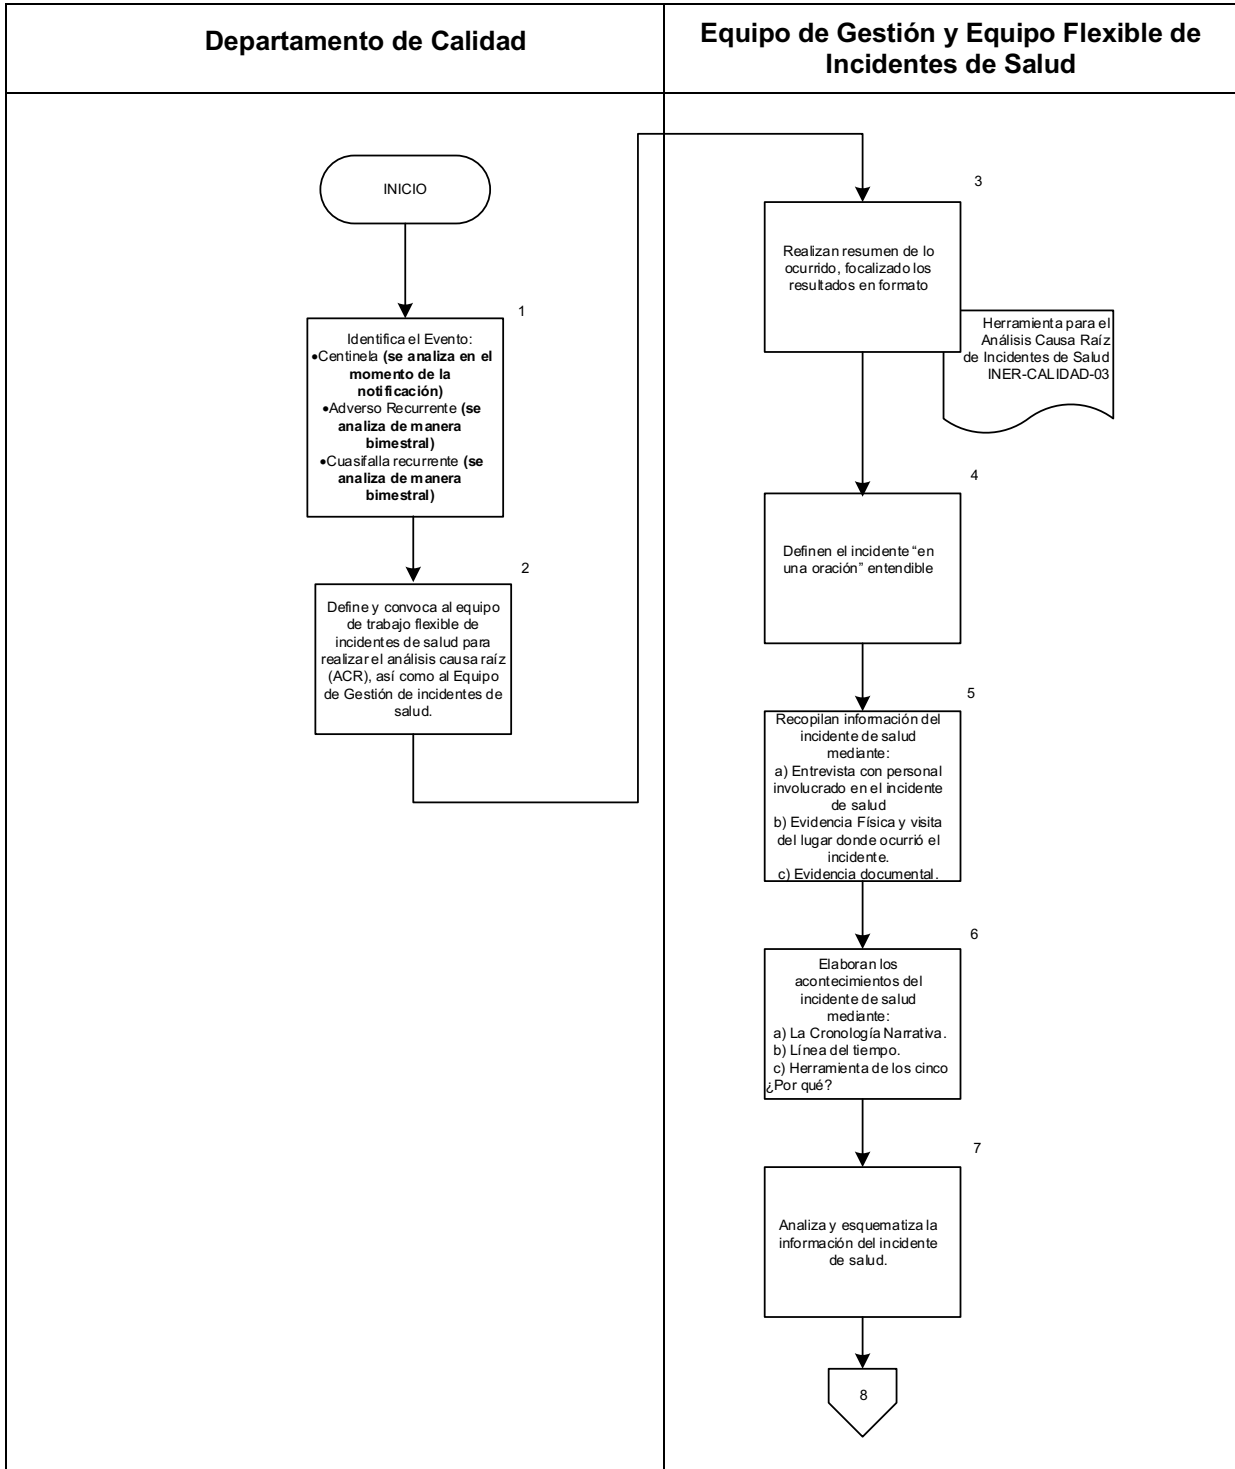 Departamento de Calidad
Equipo de Gestión y Equipo Flexible de
Incidentes de Salud
INICIO
1
Identifica el Evento:
•Centinela (se analiza en el
momento de la
notificación)
•Adverso Recurrente (se
analiza de manera
bimestral)
•Cuasifalla recurrente (se
analiza de manera
bimestral)
2
Define y convoca al equipo
de trabajo flexible de
incidentes de salud para
realizar el análisis causa raíz
(ACR), así como al Equipo
de Gestión de incidentes de
salud.
3
Realizan resumen de lo
ocurrido, focalizado los
resultados en formato
Herramienta para el
Análisis Causa Raíz
de Incidentes de Salud
INER-CALIDAD-03
4
Definen el incidente “en
una oración” entendible
5
Recopilan información del
incidente de salud
mediante:
a) Entrevista con personal
involucrado en el incidente
de salud
b) Evidencia Física y visita
del lugar donde ocurrió el
incidente.
c) Evidencia documental.
6
Elaboran los
acontecimientos del
incidente de salud
mediante:
a) La Cronología Narrativa.
b) Línea del tiempo.
c) Herramienta de los cinco
¿Por qué?
7
Analiza y esquematiza la
información del incidente
de salud.
8